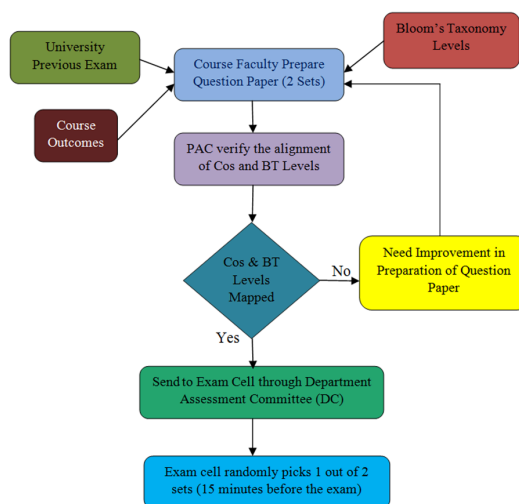 University
Previous Exam
Bloom's Taxonomy
Levels
Course Faculty Prepare
Question Paper (2 Sets)
Course
Outcomes
PAC verify the alignment
of Cos and BT Levels
Cos & BT
Levels
Mapped
No
Need Improvement in
Preparation of Question
Paper
Yes
Send to Exam Cell through Department
Assessment Committee (DC)
Exam cell randomly picks 1 out of 2
sets (15 minutes before the exam)